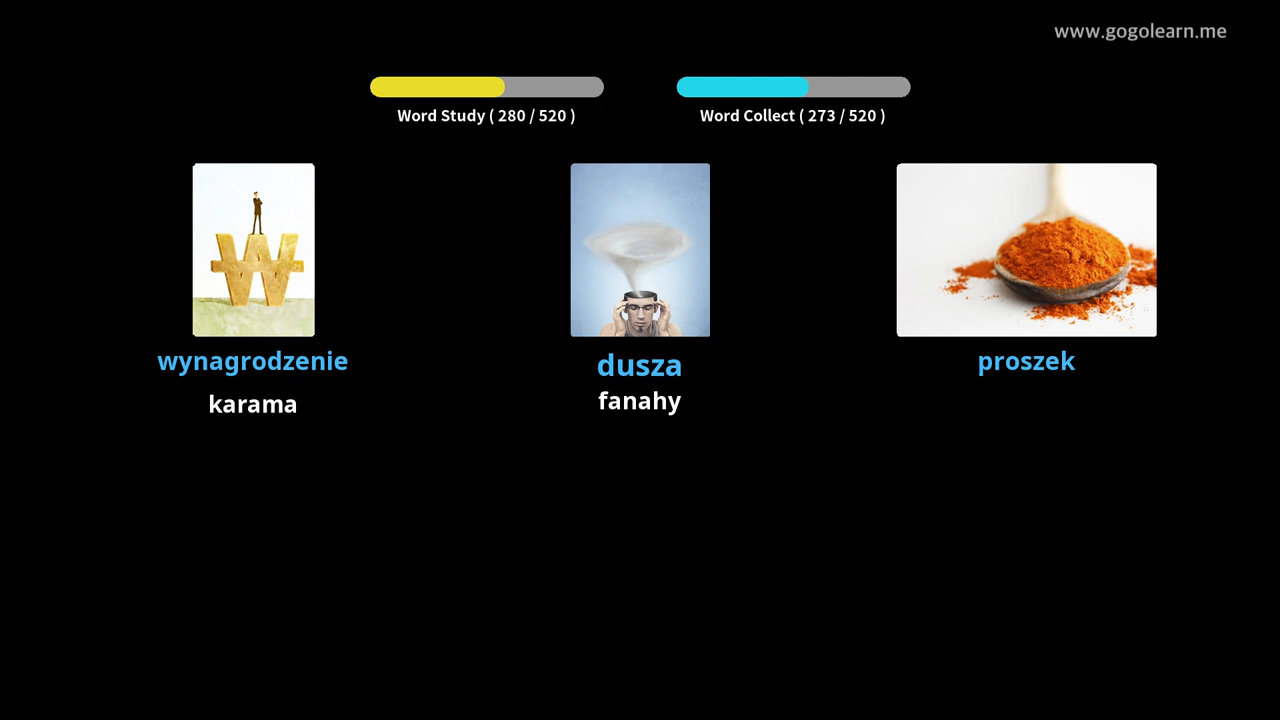 www.gogolearn.me
Word Study ( 280 / 520 )
Word Collect ( 273 / 520 )
wynagrodzenie
karama
dusza
fanahy
proszek